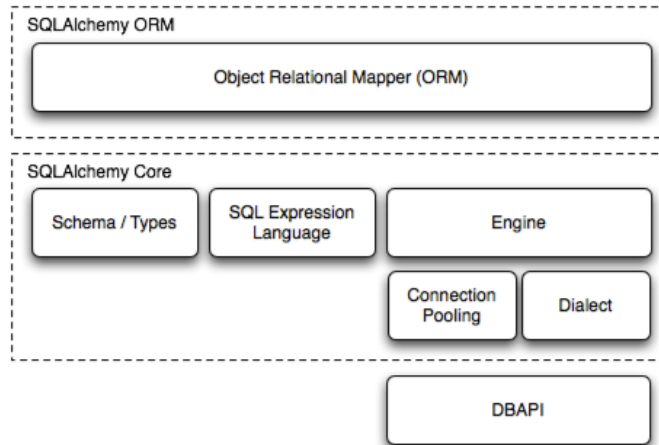 SQLAlchemy ORM
Object Relational Mapper (ORM)
SQLAlchemy Core
Schema / Types
SQL Expression
Language
Engine
Connection
Pooling
Dialect
DBAPI